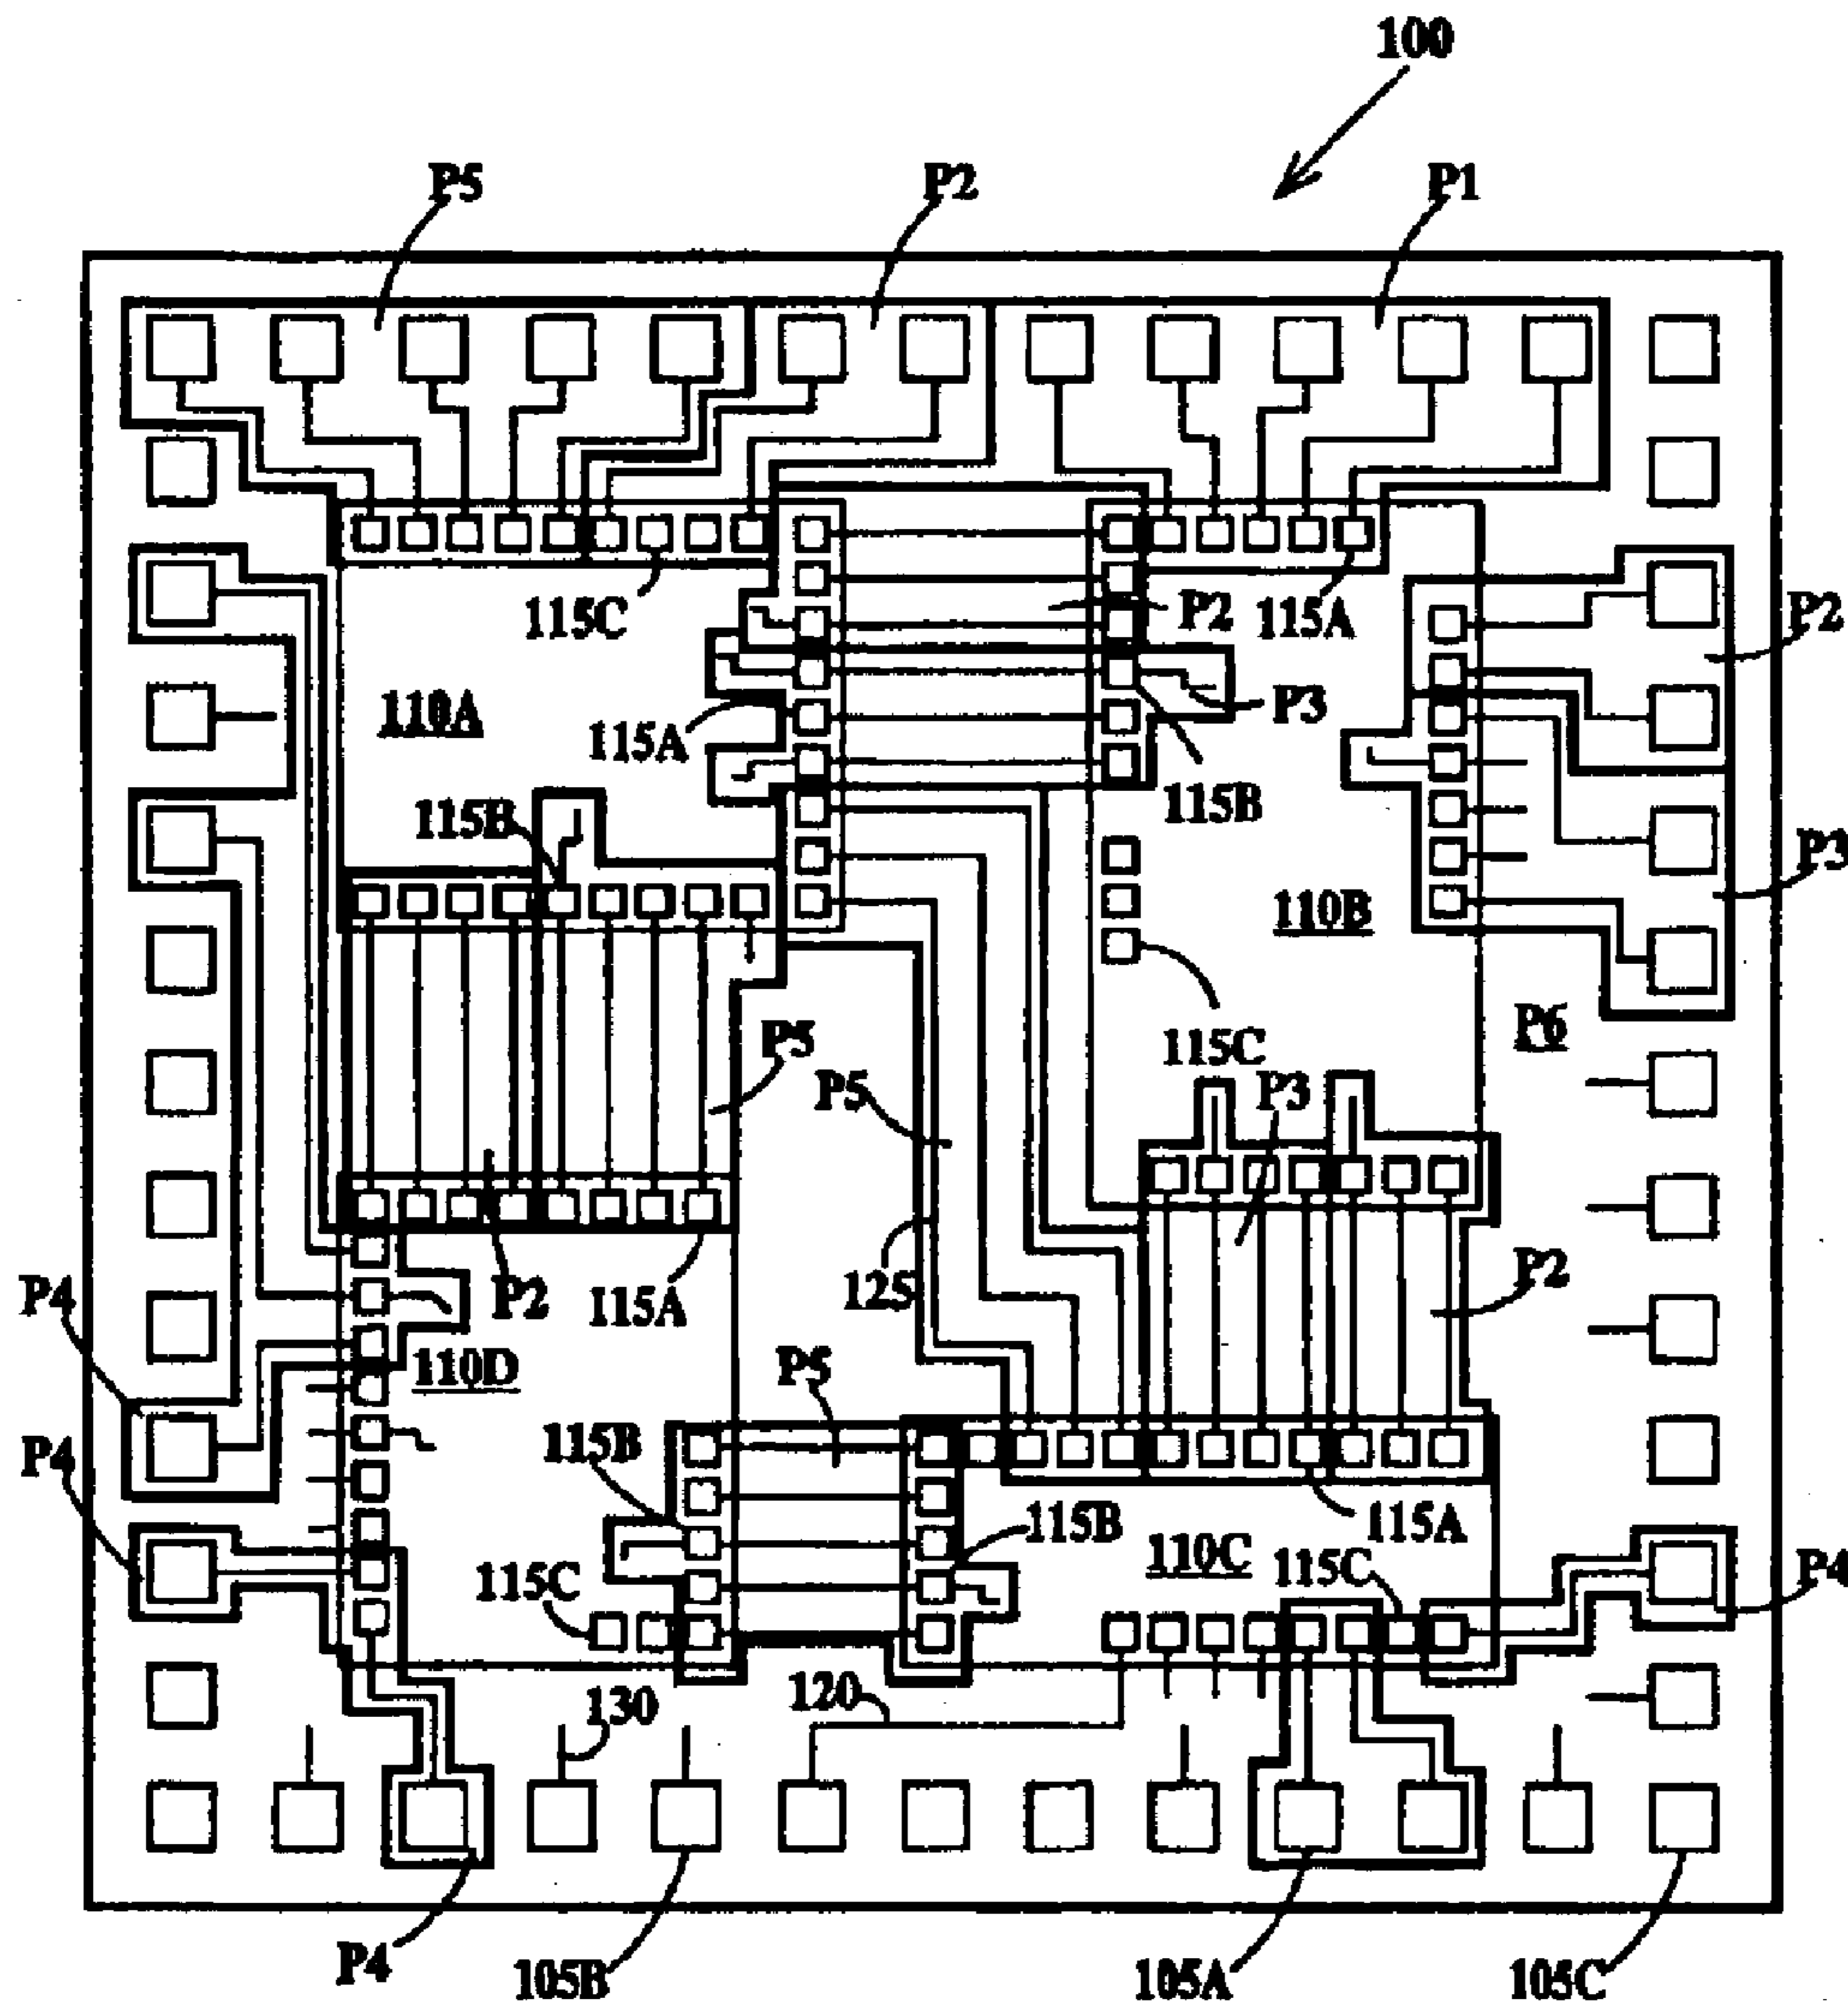 100
P5 P2 P1
115C P2 115A P2
110A P3
115A
115B 115B P3
110B
115C P6
P5 P3
P5
P4 P2 115A 125 P2
110D P5
P4 115B 115B 115A
115C 110C 115C P4
130 120
P4 105B 105A 105C